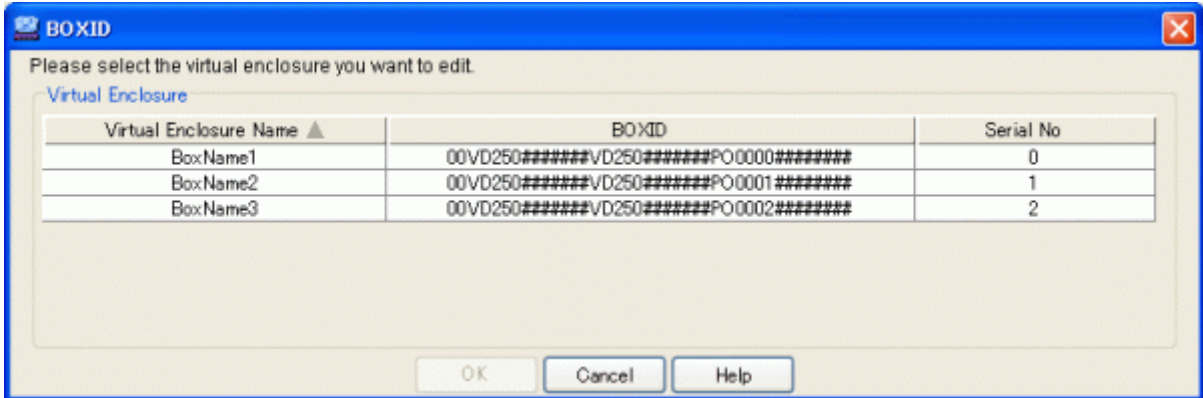 BOXID
Please select the virtual enclosure you want to edit.
Virtual Enclosure
Virtual Enclosure Name BOXID Serial No
BoxName1 00VD250#######VD250#######PO0000######## 0
BoxName2 00VD250#######VD250#######PO0001######## 1
BoxName3 00VD250#######VD250#######PO0002######## 2
OK Cancel Help